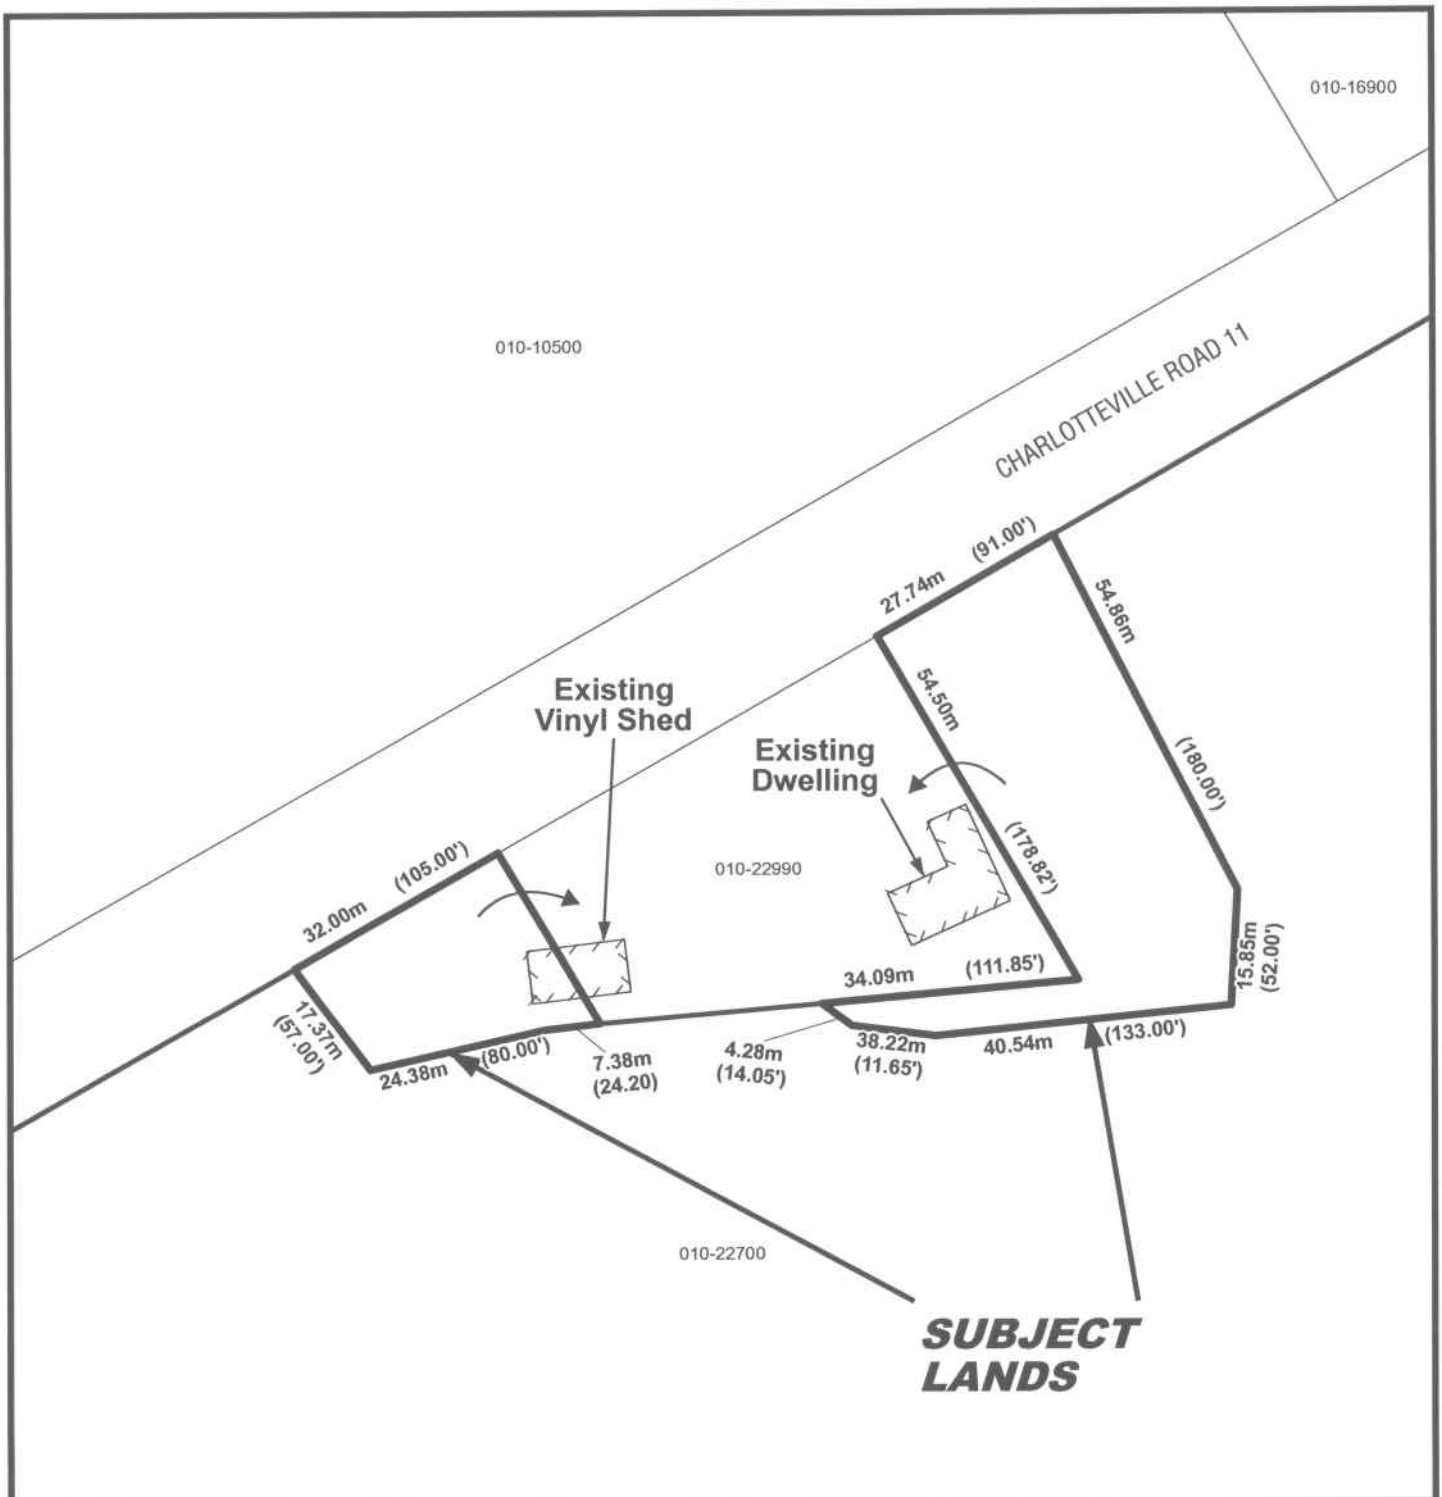 010-16900
010-10500
CHARLOTTEVILLE ROAD 11
27.74m (91.00')
54.86m (180.00')
54.50m (178.82')
Existing
Vinyl Shed
Existing
Dwelling
32.00m (105.00')
010-22990
34.09m (111.85')
15.85m
(52.00')
17.37m
(57.00')
24.38m (80.00')
7.38m
(24.20)
4.28m
(14.05')
38.22m
(11.65')
40.54m (133.00')
010-22700
SUBJECT
LANDS